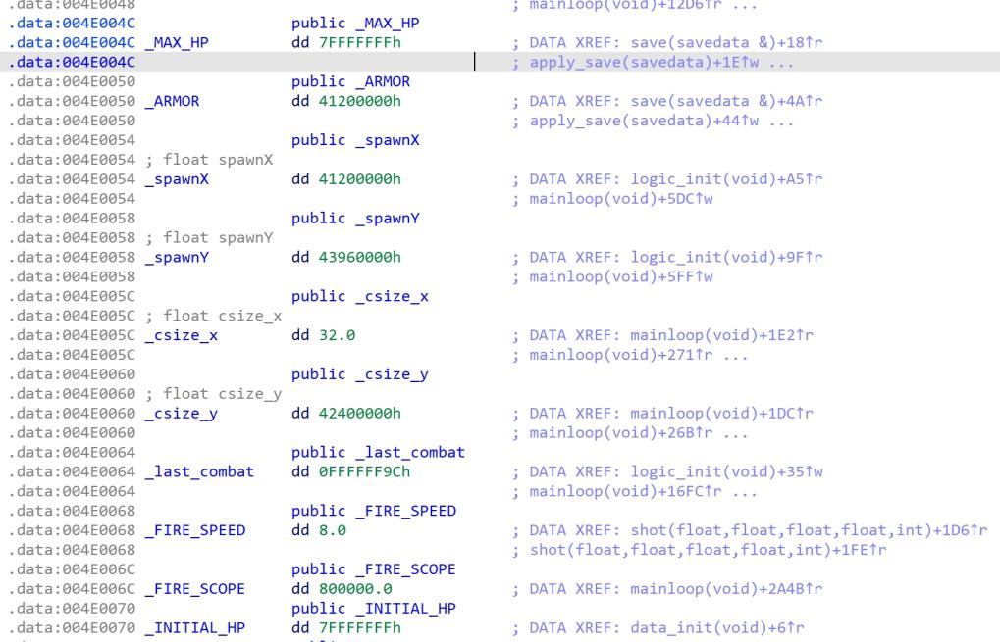 .data:004E0048 ; mainloop(void)+12D6↑r ...
.data:004E004C public _MAX_HP
.data:004E004C _MAX_HP dd 7FFFFFFFh ; DATA XREF: save(savedata &)+18↑r
.data:004E004C ; apply_save(savedata)+1E↑w ...
.data:004E0050 public _ARMOR
.data:004E0050 _ARMOR dd 41200000h ; DATA XREF: save(savedata &)+4A↑r
.data:004E0050 ; apply_save(savedata)+44↑w ...
.data:004E0054 public _spawnX
.data:004E0054 ; float spawnX
.data:004E0054 _spawnX dd 41200000h ; DATA XREF: logic_init(void)+A5↑r
.data:004E0054 ; mainloop(void)+5DC↑w
.data:004E0058 public _spawnY
.data:004E0058 ; float spawnY
.data:004E0058 _spawnY dd 43960000h ; DATA XREF: logic_init(void)+9F↑r
.data:004E0058 ; mainloop(void)+5FF↑w
.data:004E005C public _csize_x
.data:004E005C ; float csize_x
.data:004E005C _csize_x dd 32.0 ; DATA XREF: mainloop(void)+1E2↑r
.data:004E005C ; mainloop(void)+271↑r ...
.data:004E0060 public _csize_y
.data:004E0060 ; float csize_y
.data:004E0060 _csize_y dd 42400000h ; DATA XREF: mainloop(void)+1DC↑r
.data:004E0060 ; mainloop(void)+26B↑r ...
.data:004E0064 public _last_combat
.data:004E0064 _last_combat dd 0FFFFFF9Ch ; DATA XREF: logic_init(void)+35↑w
.data:004E0064 ; mainloop(void)+16FC↑r ...
.data:004E0068 public _FIRE_SPEED
.data:004E0068 _FIRE_SPEED dd 8.0 ; DATA XREF: shot(float,float,float,float,int)+1D6↑r
.data:004E0068 ; shot(float,float,float,float,int)+1FE↑r
.data:004E006C public _FIRE_SCOPE
.data:004E006C _FIRE_SCOPE dd 800000.0 ; DATA XREF: mainloop(void)+2A4B↑r
.data:004E0070 public _INITIAL_HP
.data:004E0070 _INITIAL_HP dd 7FFFFFFFh ; DATA XREF: data_init(void)+6↑r